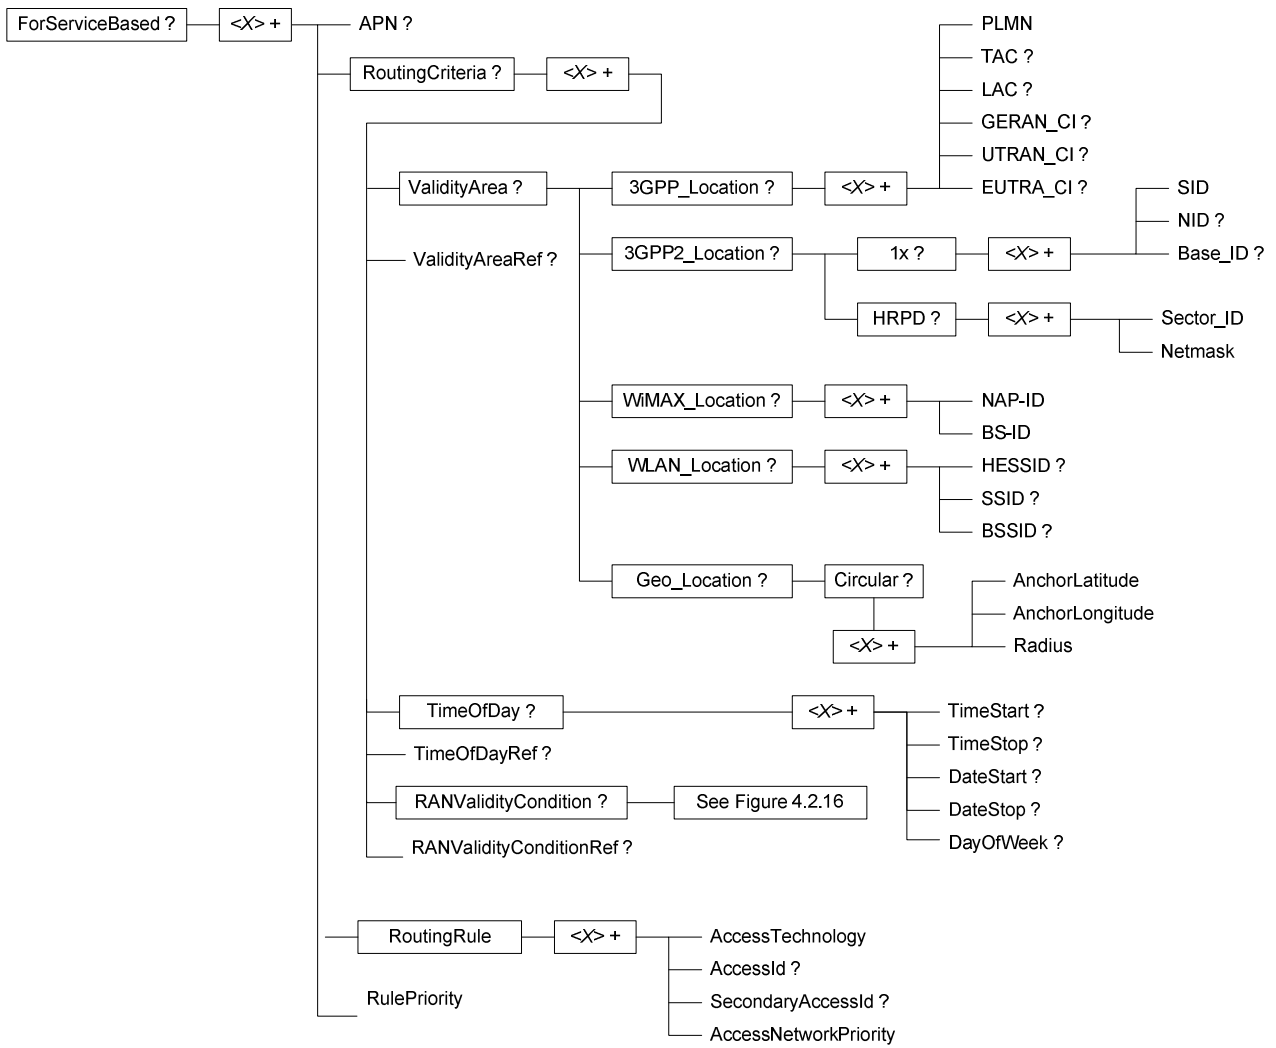 ForServiceBased ?
<X> +
APN ?
RoutingCriteria ?
<X> +
PLMN
TAC ?
LAC ?
GERAN_CI ?
UTRAN_CI ?
ValidityArea ?
3GPP_Location ?
<X> +
EUTRA_CI ?
SID
NID ?
ValidityAreaRef ?
3GPP2_Location ?
1x ?
<X> +
Base_ID ?
HRPD ?
<X> +
Sector_ID
Netmask
WiMAX_Location ?
<X> +
NAP-ID
BS-ID
WLAN_Location ?
<X> +
HESSID ?
SSID ?
BSSID ?
Geo_Location ?
Circular ?
AnchorLatitude
AnchorLongitude
<X> +
Radius
TimeOfDay ?
<X> +
TimeStart ?
TimeStop ?
TimeOfDayRef ?
DateStart ?
RANValidityCondition ?
See Figure 4.2.16
DateStop ?
DayOfWeek ?
RANValidityConditionRef ?
RoutingRule
<X> +
AccessTechnology
AccessId ?
RulePriority
SecondaryAccessId ?
AccessNetworkPriority